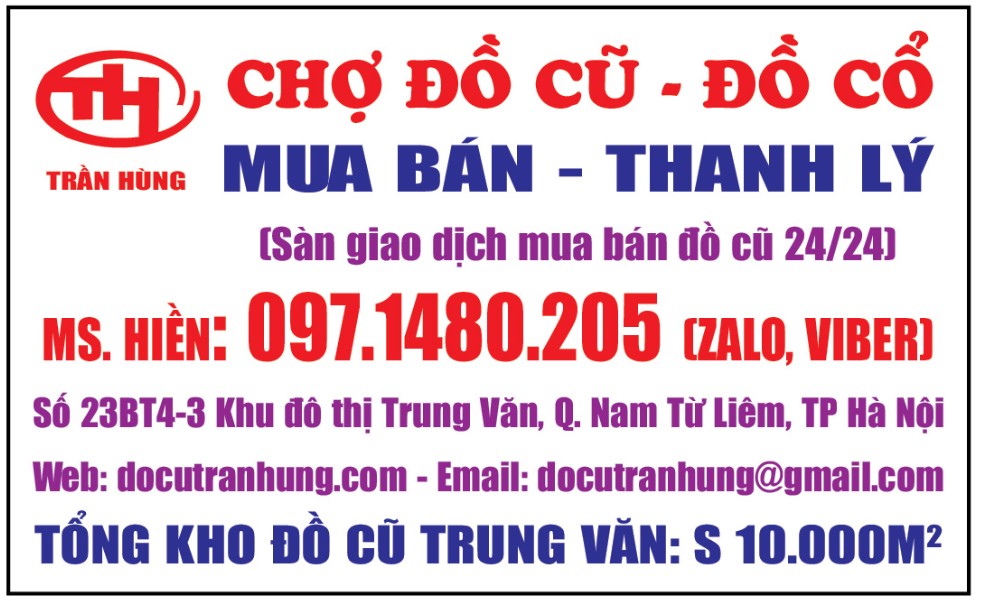 TH
TRẦN HÙNG
CHỢ ĐỒ CŨ - ĐỒ CỔ
MUA BÁN - THANH LÝ
(Sàn giao dịch mua bán đồ cũ 24/24)
MS. HIỀN: 097.1480.205 (ZALO, VIBER)
Số 23BT4-3 Khu đô thị Trung Văn, Q. Nam Từ Liêm, TP Hà Nội
Web: docutranhung.com - Email: docutranhung@gmail.com
TỔNG KHO ĐỒ CŨ TRUNG VĂN: S 10.000M²